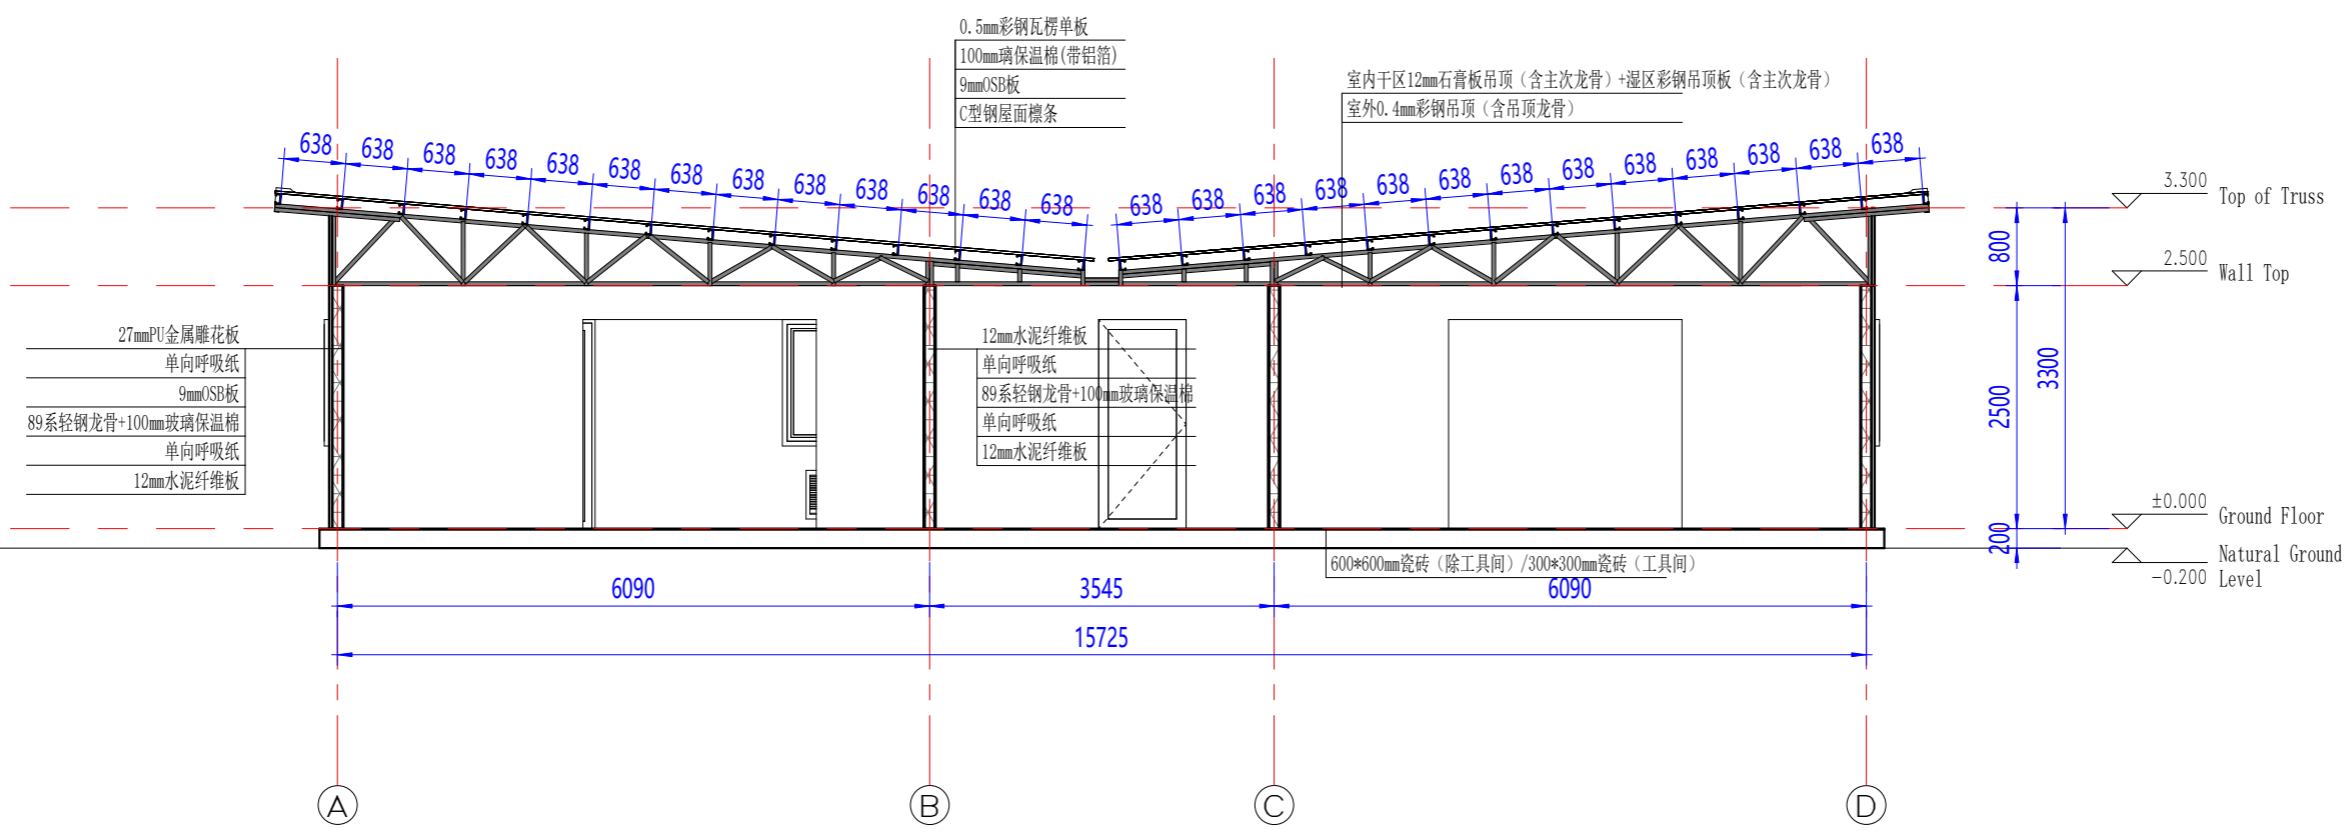 0.5mm彩钢瓦楞单板
100mm璃保温棉(带铝箔)
9mmOSB板
C型钢屋面檩条
室内干区12mm石膏板吊顶（含主次龙骨）+湿区彩钢吊顶板（含主次龙骨）
室外0.4mm彩钢吊顶（含吊顶龙骨）
638 638 638 638 638 638 638 638 638 638 638 638 638
638 638 638 638 638 638 638 638 638 638 638 638 638
3.300 Top of Truss
800
2.500 Wall Top
27mmPU金属雕花板
单向呼吸纸
9mmOSB板
89系轻钢龙骨+100mm玻璃保温棉
单向呼吸纸
12mm水泥纤维板
12mm水泥纤维板
单向呼吸纸
89系轻钢龙骨+100mm玻璃保温棉
单向呼吸纸
12mm水泥纤维板
2500
3300
±0.000 Ground Floor
200
Natural Ground
-0.200 Level
600*600mm瓷砖（除工具间）/300*300mm瓷砖（工具间）
6090 3545 6090
15725
A B C D